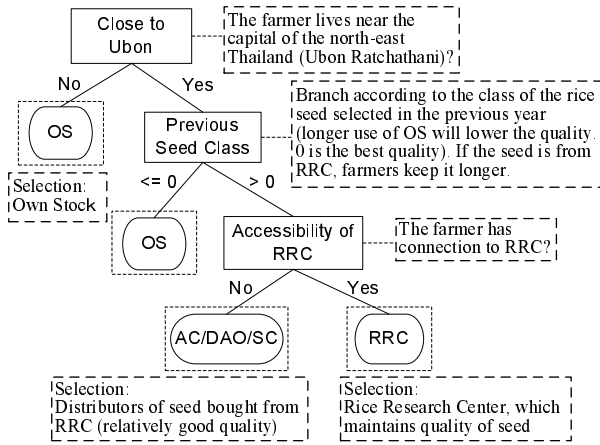 Close to
Ubon
The farmer lives near the
capital of the north-east
Thailand (Ubon Ratchathani)?
No
Yes
OS
Previous
Seed Class
Branch according to the class of the rice
seed selected in the previous year
(longer use of OS will lower the quality.
0 is the best quality). If the seed is from
RRC, farmers keep it longer.
Selection:
Own Stock
<= 0
> 0
OS
Accessibility of
RRC
The farmer has
connection to RRC?
No
Yes
AC/DAO/SC
RRC
Selection:
Distributors of seed bought from
RRC (relatively good quality)
Selection:
Rice Research Center, which
maintains quality of seed